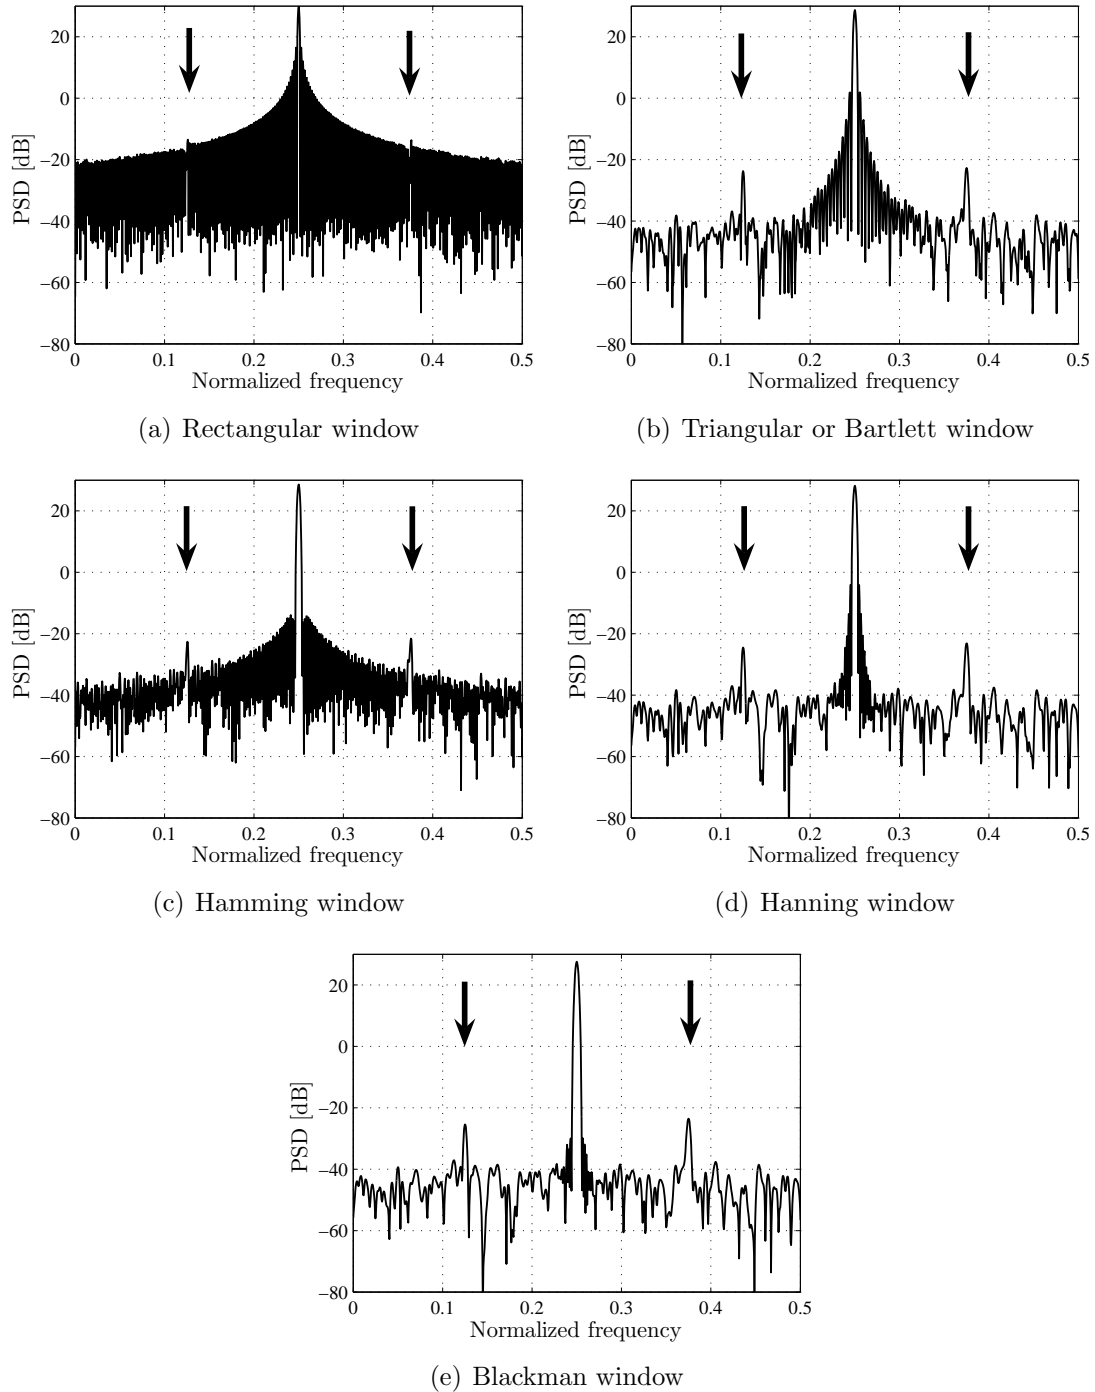 20
0
−20
−40
−60
−80
PSD [dB]
0 0.1 0.2 0.3 0.4 0.5
Normalized frequency
(a) Rectangular window
20
0
−20
−40
−60
−80
PSD [dB]
0 0.1 0.2 0.3 0.4 0.5
Normalized frequency
(b) Triangular or Bartlett window
20
0
−20
−40
−60
−80
PSD [dB]
0 0.1 0.2 0.3 0.4 0.5
Normalized frequency
(c) Hamming window
20
0
−20
−40
−60
−80
PSD [dB]
0 0.1 0.2 0.3 0.4 0.5
Normalized frequency
(d) Hanning window
20
0
−20
−40
−60
−80
PSD [dB]
0 0.1 0.2 0.3 0.4 0.5
Normalized frequency
(e) Blackman window